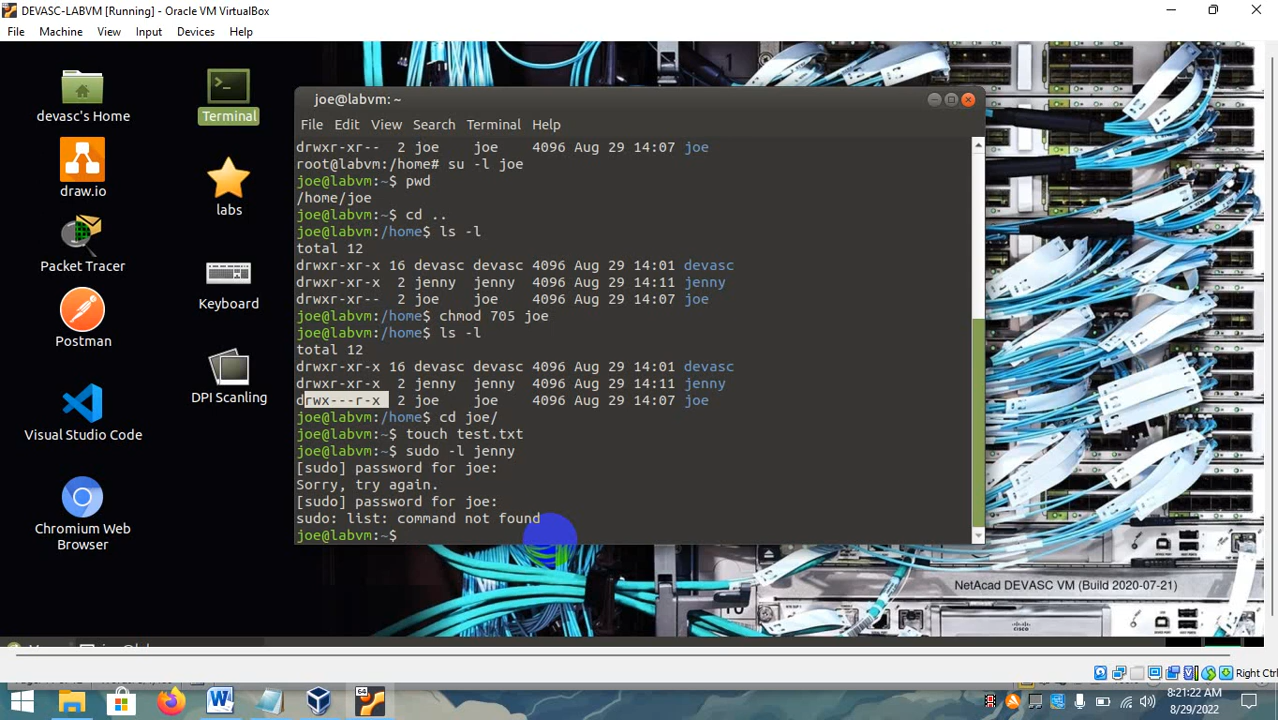 DEVASC-LABVM [Running] - Oracle VM VirtualBox
File Machine View Input Devices Help
devasc's Home
Terminal
draw.io
labs
Packet Tracer
Keyboard
Postman
DPI Scanling
Visual Studio Code
Chromium Web
Browser
joe@labvm: ~
File Edit View Search Terminal Help
drwxr-xr-- 2 joe joe 4096 Aug 29 14:07 joe
root@labvm:/home# su -l joe
joe@labvm:~$ pwd
/home/joe
joe@labvm:~$ cd ..
joe@labvm:/home$ ls -l
total 12
drwxr-xr-x 16 devasc devasc 4096 Aug 29 14:01 devasc
drwxr-xr-x 2 jenny jenny 4096 Aug 29 14:11 jenny
drwxr-xr-- 2 joe joe 4096 Aug 29 14:07 joe
joe@labvm:/home$ chmod 705 joe
joe@labvm:/home$ ls -l
total 12
drwxr-xr-x 16 devasc devasc 4096 Aug 29 14:01 devasc
drwxr-xr-x 2 jenny jenny 4096 Aug 29 14:11 jenny
drwx---r-x 2 joe joe 4096 Aug 29 14:07 joe
joe@labvm:/home$ cd joe/
joe@labvm:~$ touch test.txt
joe@labvm:~$ sudo -l jenny
[sudo] password for joe:
Sorry, try again.
[sudo] password for joe:
sudo: list: command not found
joe@labvm:~$
NetAcad DEVASC VM (Build 2020-07-21)
CISCO
Right Ctrl
64
8:21:22 AM
8/29/2022